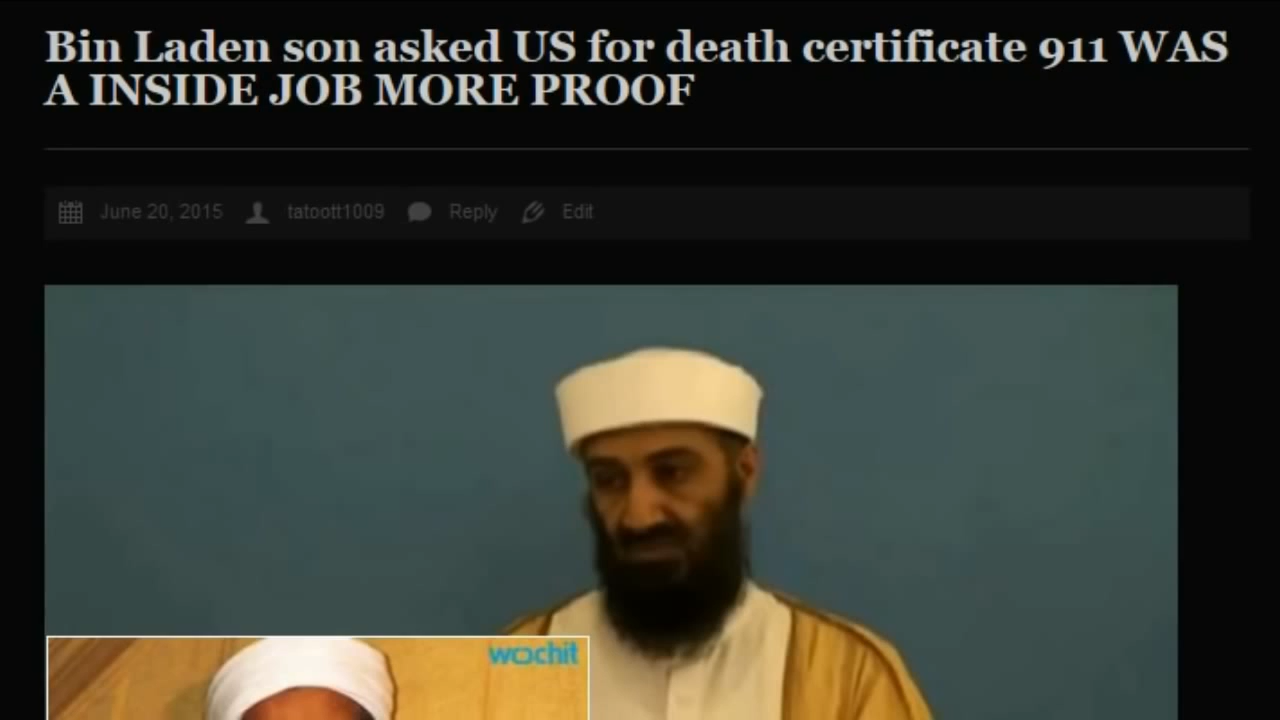 Bin Laden son asked US for death certificate 911 WAS
A INSIDE JOB MORE PROOF
June 20, 2015 tatoott1009 Reply Edit
wochit